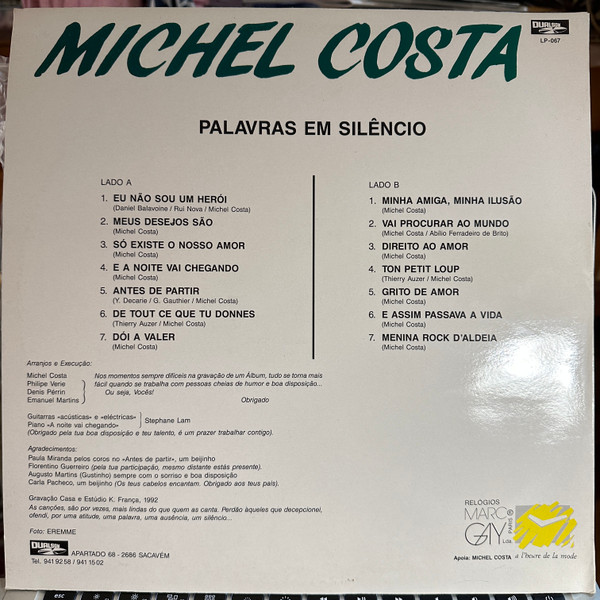 MICHEL COSTA
DUALSOM
LP-067
PALAVRAS EM SILÊNCIO
LADO A
1. EU NÃO SOU UM HERÓI
(Daniel Balavoine / Rui Nova / Michel Costa)
2. MEUS DESEJOS SÃO
(Michel Costa)
3. SÓ EXISTE O NOSSO AMOR
(Michel Costa)
4. E A NOITE VAI CHEGANDO
(Michel Costa)
5. ANTES DE PARTIR
(Y. Decarie / G. Gauthier / Michel Costa)
6. DE TOUT CE QUE TU DONNES
(Thierry Auzer / Michel Costa)
7. DÓI A VALER
(Michel Costa)
LADO B
1. MINHA AMIGA, MINHA ILUSÃO
(Michel Costa)
2. VAI PROCURAR AO MUNDO
(Michel Costa / Abílio Ferradeiro de Brito)
3. DIREITO AO AMOR
(Michel Costa)
4. TON PETIT LOUP
(Thierry Auzer / Michel Costa)
5. GRITO DE AMOR
(Michel Costa)
6. E ASSIM PASSAVA A VIDA
(Michel Costa)
7. MENINA ROCK D'ALDEIA
(Michel Costa)
Arranjos e Execução:
Michel Costa
Philipe Verie
Denis Pérrin
Emanuel Martins
Nos momentos sempre difíceis na gravação de um Álbum, tudo se torna mais
fácil quando se trabalha com pessoas cheias de humor e boa disposição...
Ou seja, Vocês!
Obrigado
Guitarras «acústicas» e «eléctricas»
Piano «A noite vai chegando»
Stephane Lam
(Obrigado pela tua boa disposição e teu talento, é um prazer trabalhar contigo).
Agradecimentos:
Paula Miranda pelos coros no «Antes de partir», um beijinho
Florentino Guerreiro (pela tua participação, mesmo distante estás presente).
Augusto Martins (Gustinho) sempre com o sorriso e boa disposição
Carla Pacheco, um beijinho (Os teus cabelos encantam. Obrigado aos teus pais).
Gravação Casa e Estúdio K. França, 1992
As canções, são por vezes, mais lindas do que quem as canta. Perdão àqueles que decepcionei,
ofendi, por uma atitude, uma palavra, uma ausência, um silêncio...
Foto: EREMME
DUALSOM
APARTADO 68 - 2686 SACAVÉM
Tel. 941 92 58 / 941 15 02
RELÓGIOS
MARC
GAY
PARIS
Lda.
Apoia: MICHEL COSTA
à l'heure de la mode
esc